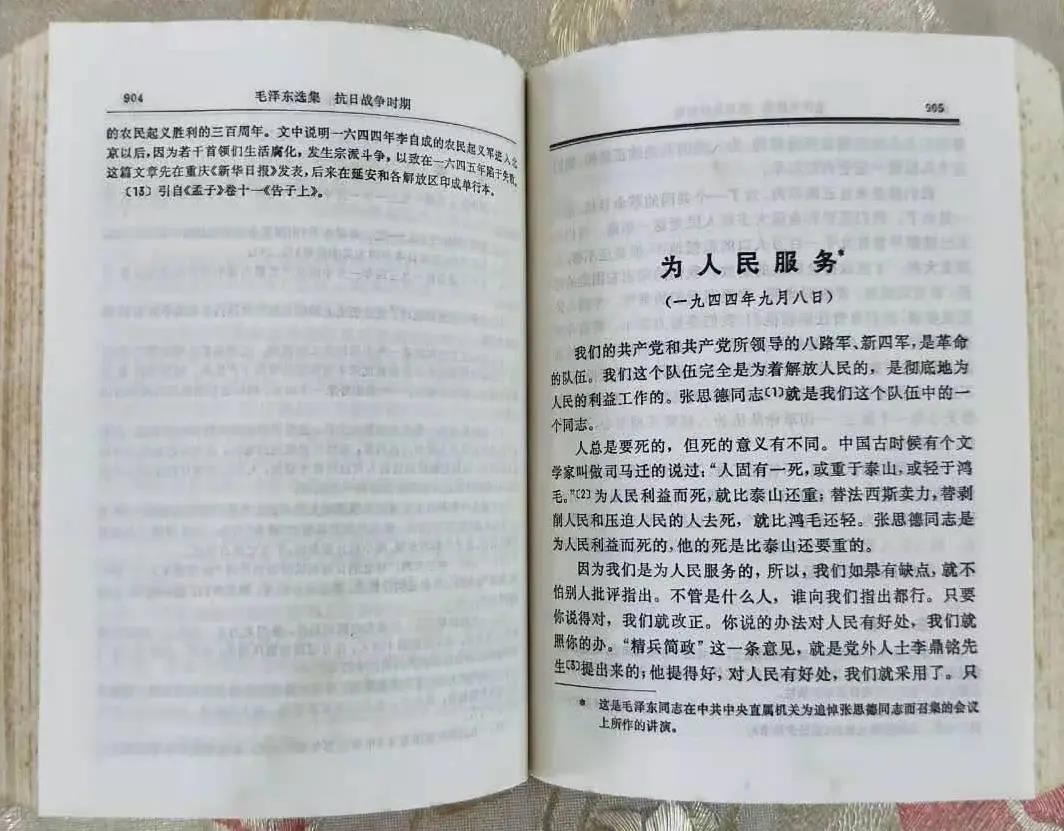 904
毛泽东选集　抗日战争时期
的农民起义胜利的三百周年。文中说明一六四四年李自成的农民起义军进入北
京以后，因为若干首领们生活腐化，发生宗派斗争，以致在一六四五年陷于失败。
这篇文章先在重庆《新华日报》发表，后来在延安和各解放区印成单行本。
〔13〕引自《孟子》卷十一《告子上》。
905
为人民服务*
（一九四四年九月八日）
我们的共产党和共产党所领导的八路军、新四军，是革命
的队伍。我们这个队伍完全是为着解放人民的，是彻底地为
人民的利益工作的。张思德同志〔1〕就是我们这个队伍中的一
个同志。
人总是要死的，但死的意义有不同。中国古时候有个文
学家叫做司马迁的说过：“人固有一死，或重于泰山，或轻于鸿
毛。”〔2〕为人民利益而死，就比泰山还重；替法西斯卖力，替剥
削人民和压迫人民的人去死，就比鸿毛还轻。张思德同志是
为人民利益而死的，他的死是比泰山还要重的。
因为我们是为人民服务的，所以，我们如果有缺点，就不
怕别人批评指出。不管是什么人，谁向我们指出都行。只要
你说得对，我们就改正。你说的办法对人民有好处，我们就
照你的办。“精兵简政”这一条意见，就是党外人士李鼎铭先
生〔3〕提出来的；他提得好，对人民有好处，我们就采用了。只
* 这是毛泽东同志在中共中央直属机关为追悼张思德同志而召集的会议
上所作的讲演。